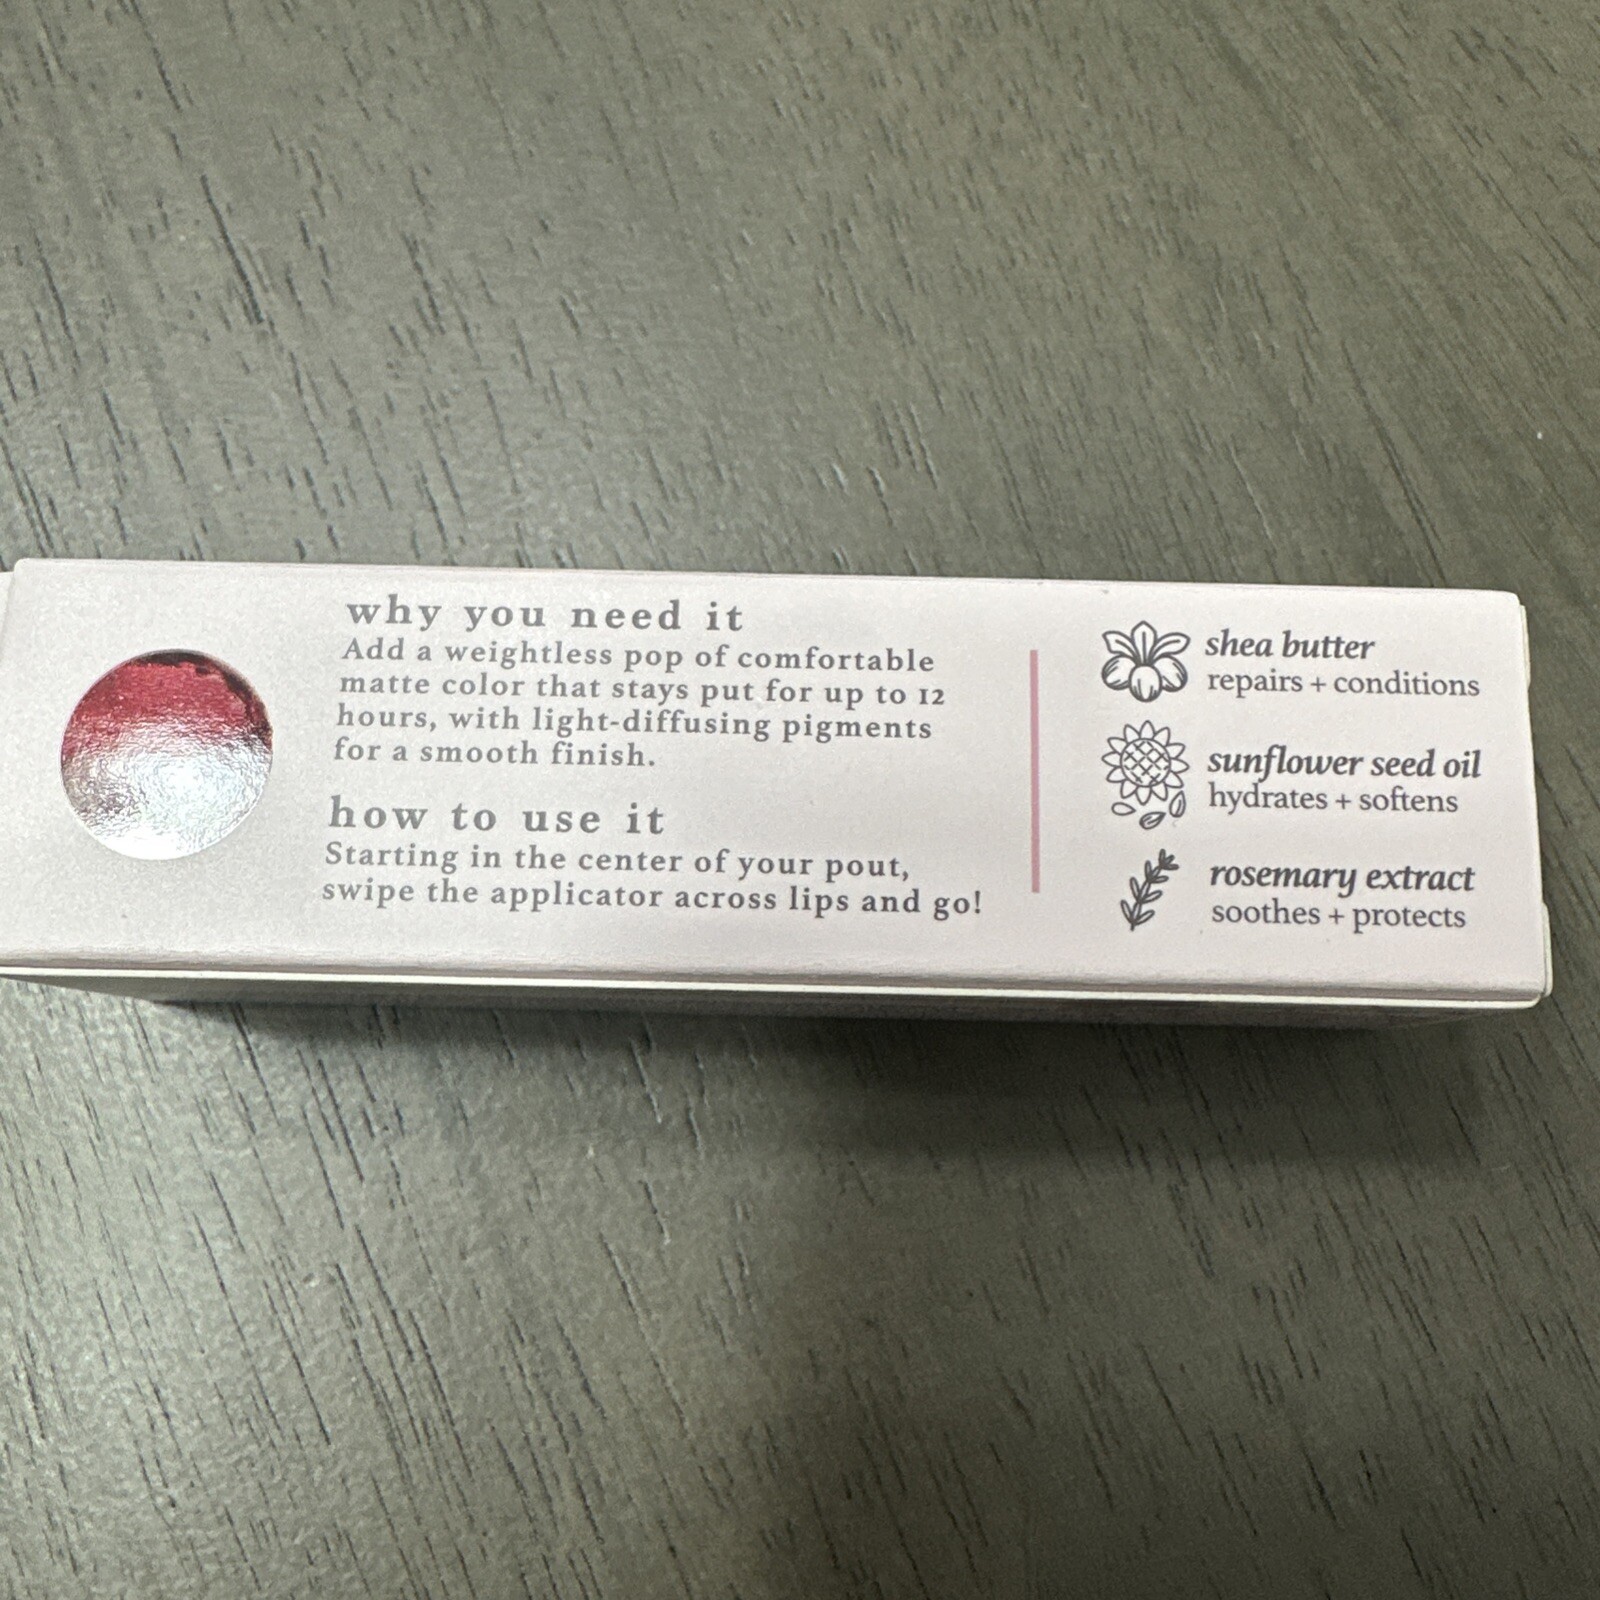 why you need it
Add a weightless pop of comfortable
matte color that stays put for up to 12
hours, with light-diffusing pigments
for a smooth finish.
how to use it
Starting in the center of your pout,
swipe the applicator across lips and go!
shea butter
repairs + conditions
sunflower seed oil
hydrates + softens
rosemary extract
soothes + protects